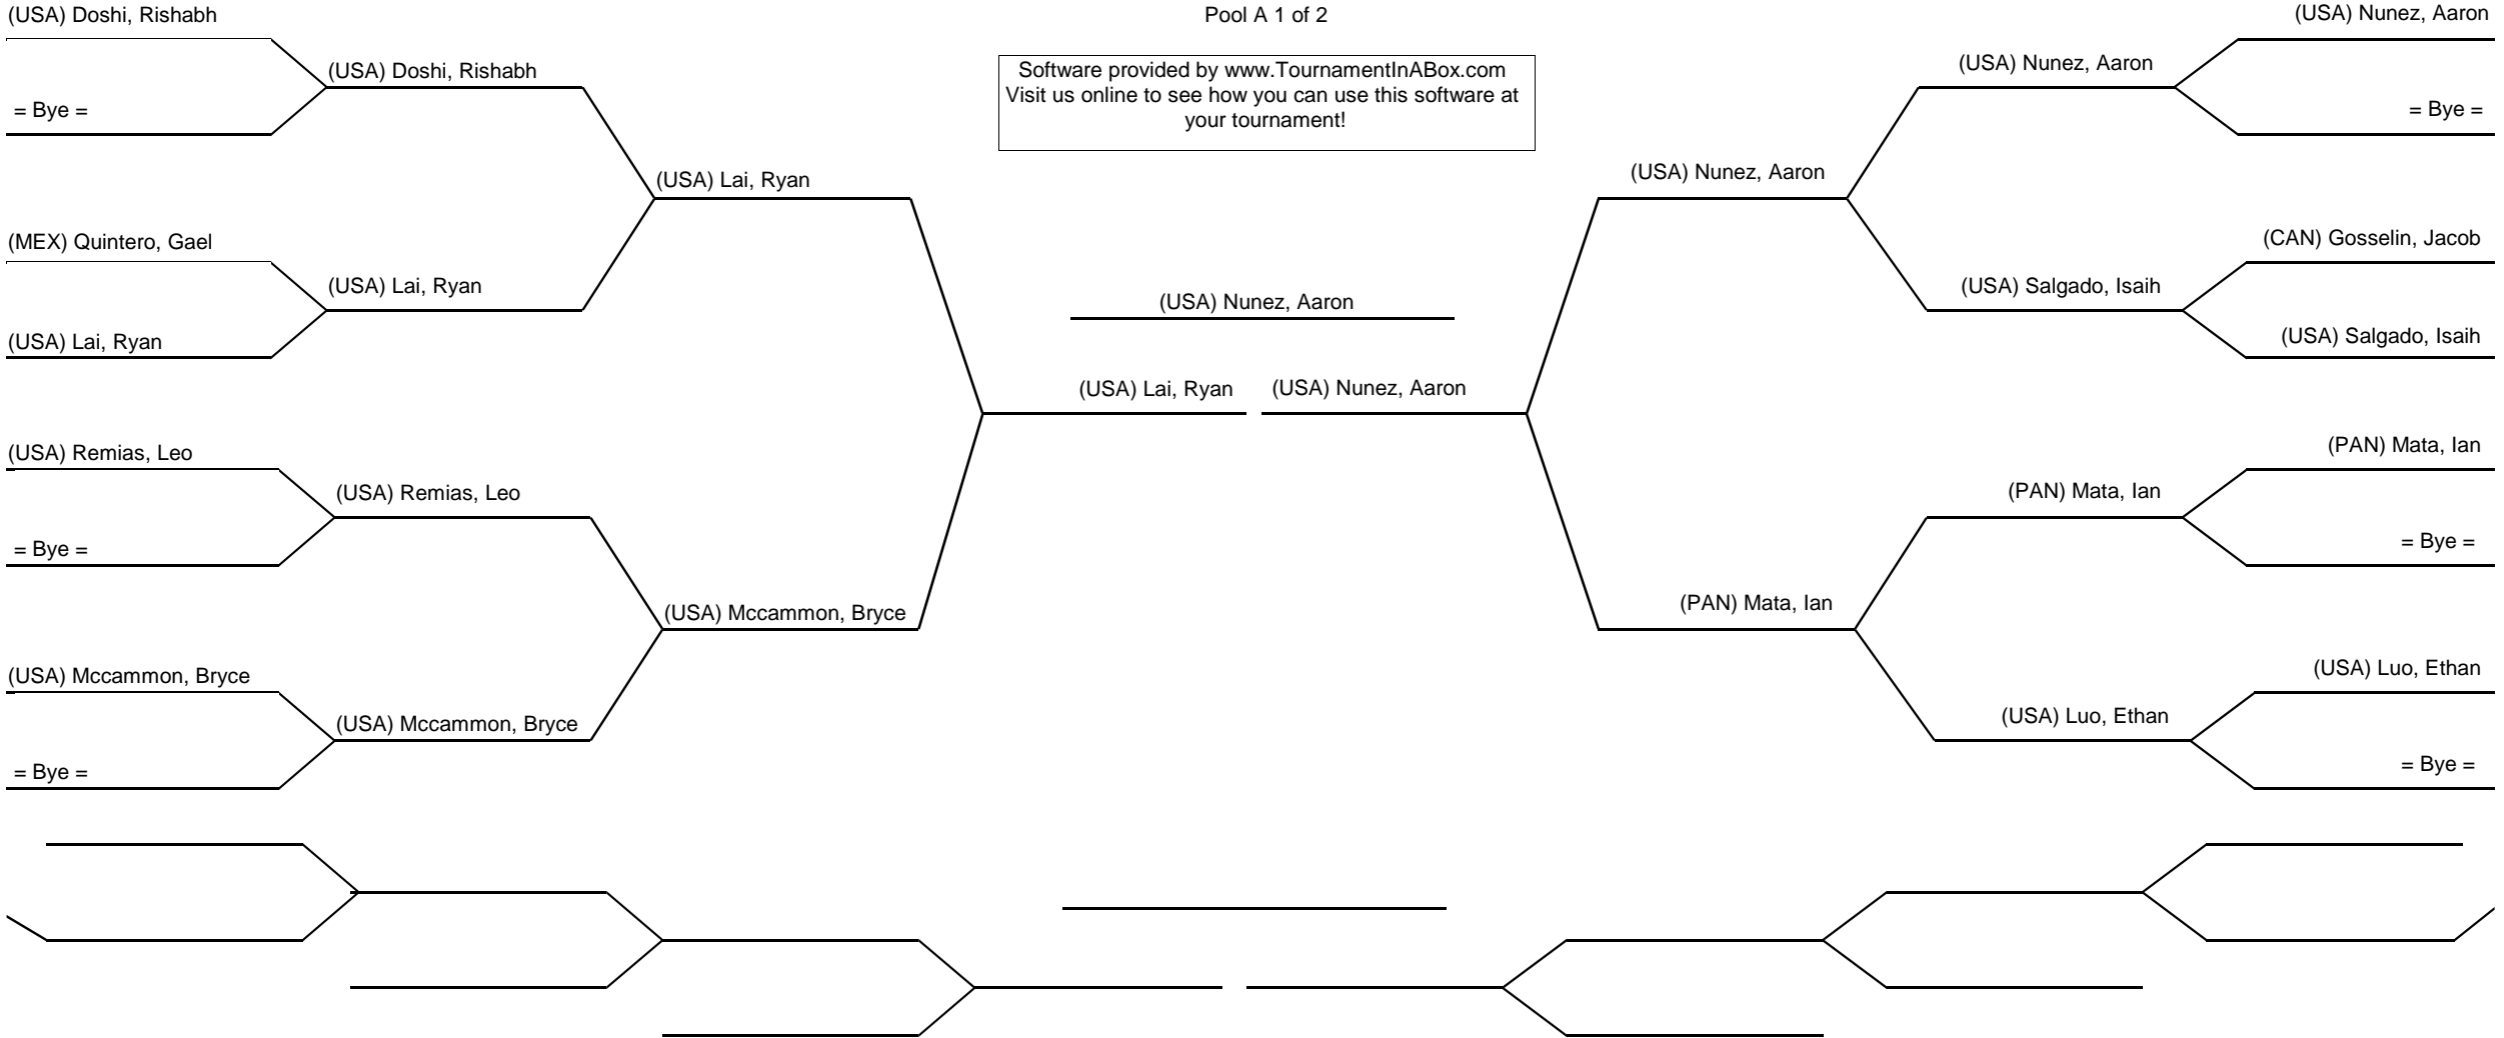 (USA) Doshi, Rishabh
= Bye =
(MEX) Quintero, Gael
(USA) Lai, Ryan
(USA) Remias, Leo
= Bye =
(USA) Mccammon, Bryce
= Bye =
(USA) Doshi, Rishabh
(USA) Lai, Ryan
(USA) Remias, Leo
(USA) Mccammon, Bryce
(USA) Lai, Ryan
(USA) Mccammon, Bryce
Pool A 1 of 2
Software provided by www.TournamentInABox.com
Visit us online to see how you can use this software at
your tournament!
(USA) Nunez, Aaron
(USA) Lai, Ryan
(USA) Nunez, Aaron
(USA) Nunez, Aaron
(PAN) Mata, Ian
(USA) Nunez, Aaron
(USA) Salgado, Isaih
(PAN) Mata, Ian
(USA) Luo, Ethan
(USA) Nunez, Aaron
= Bye =
(CAN) Gosselin, Jacob
(USA) Salgado, Isaih
(PAN) Mata, Ian
= Bye =
(USA) Luo, Ethan
= Bye =